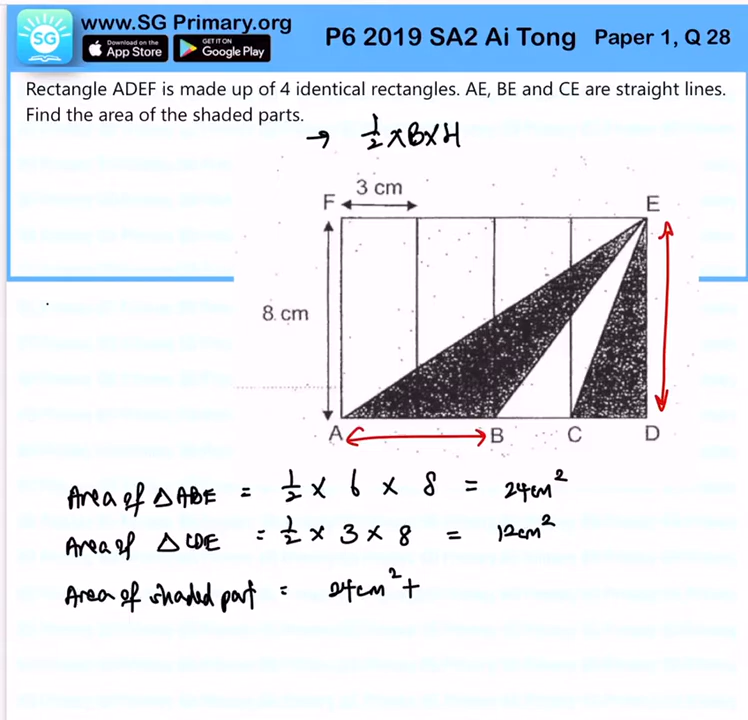 www.SG Primary.org
SG
Download on the
App Store
GET IT ON
Google Play
P6 2019 SA2 Ai Tong Paper 1, Q 28
Rectangle ADEF is made up of 4 identical rectangles. AE, BE and CE are straight lines.
Find the area of the shaded parts.
→ 1/2 × B × H
3 cm
F E
8 cm
A B C D
Area of △ABE = 1/2 × 6 × 8 = 24cm²
Area of △CDE = 1/2 × 3 × 8 = 12cm²
Area of shaded part = 24cm² +